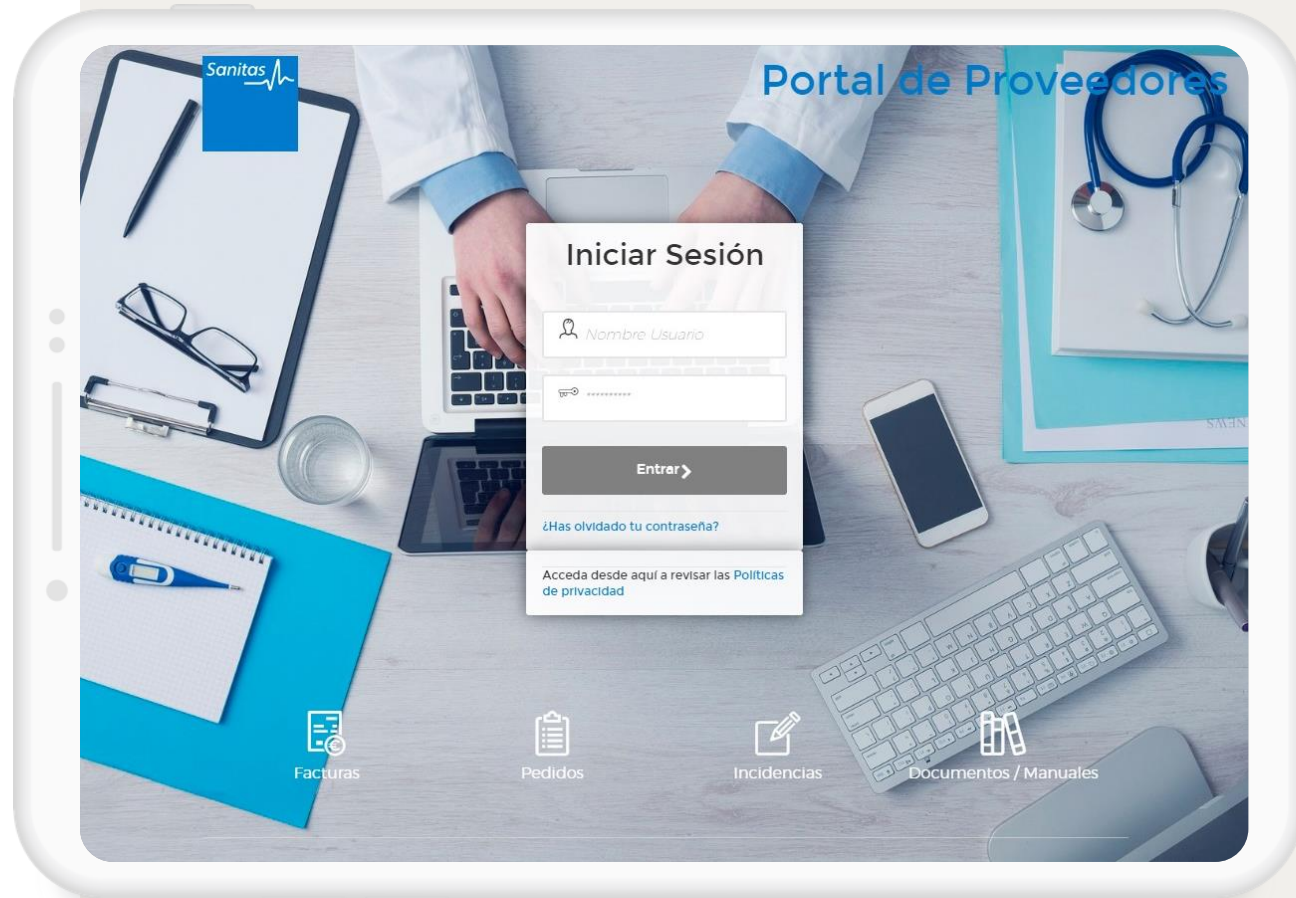 Sanitas
Portal de Proveedores
Iniciar Sesión
Nombre Usuario
**********
Entrar
¿Has olvidado tu contraseña?
Acceda desde aquí a revisar las Políticas
de privacidad
NEWS
Facturas
Pedidos
Incidencias
Documentos / Manuales